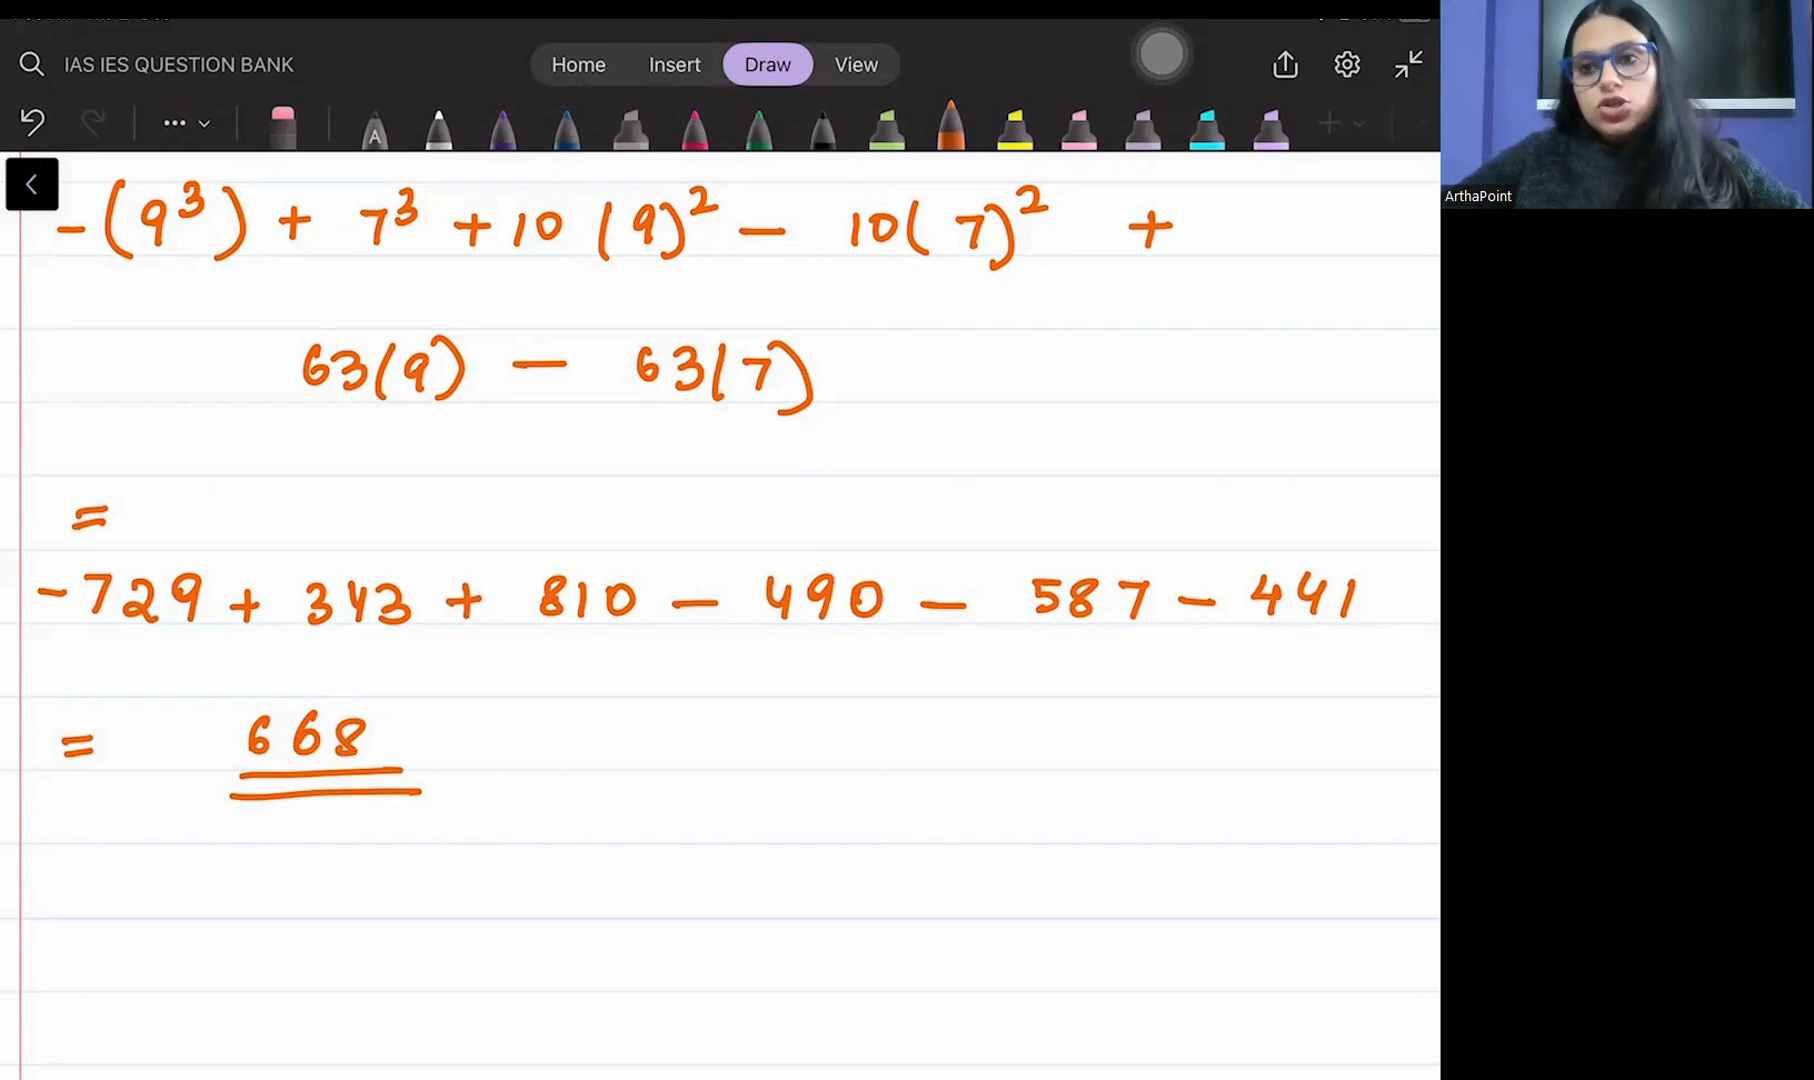 IAS IES QUESTION BANK
Home Insert Draw View
A
ArthaPoint
- (9³) + 7³ + 10 (9)² - 10(7)² +
63(9) - 63(7)
=
-729 + 343 + 810 - 490 - 587 - 441
= 668